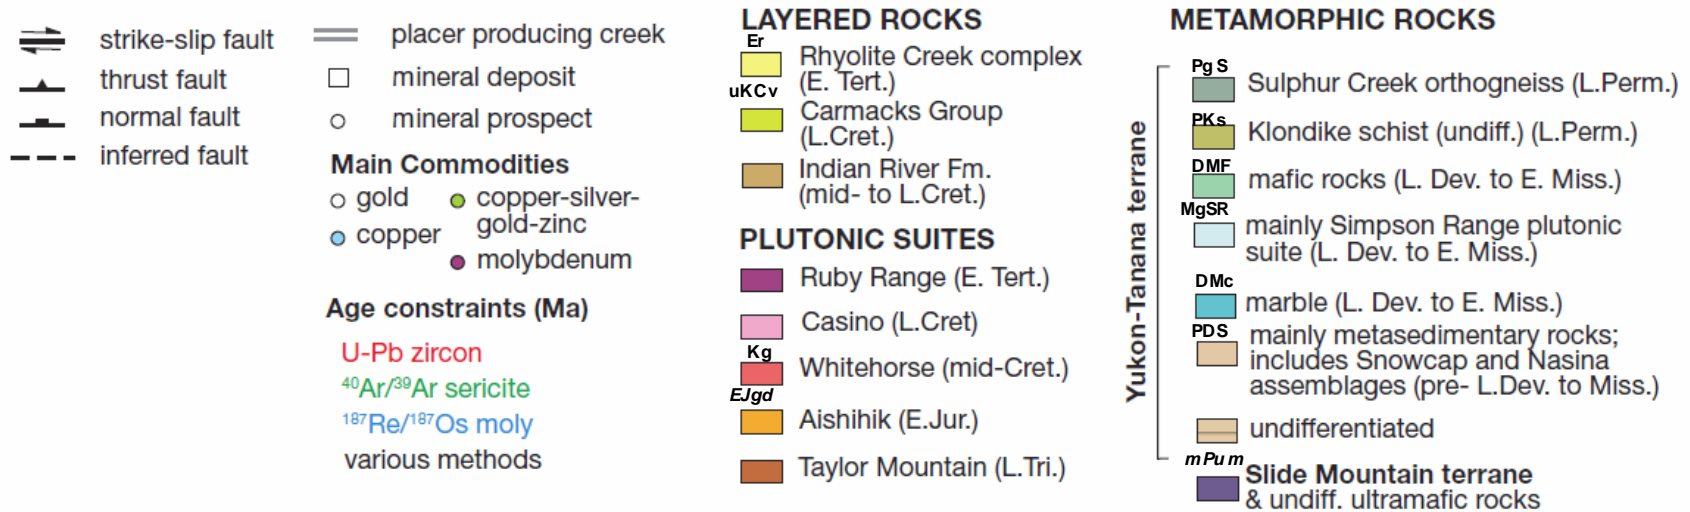 strike-slip fault
thrust fault
normal fault
inferred fault
placer producing creek
mineral deposit
mineral prospect
Main Commodities
gold
copper
copper-silver-
gold-zinc
molybdenum
Age constraints (Ma)
U-Pb zircon
⁴⁰Ar/³⁹Ar sericite
¹⁸⁷Re/¹⁸⁷Os moly
various methods
LAYERED ROCKS
Er
Rhyolite Creek complex
(E. Tert.)
uKCv
Carmacks Group
(L.Cret.)
Indian River Fm.
(mid- to L.Cret.)
PLUTONIC SUITES
Ruby Range (E. Tert.)
Casino (L.Cret)
Kg
Whitehorse (mid-Cret.)
EJgd
Aishihik (E.Jur.)
Taylor Mountain (L.Tri.)
METAMORPHIC ROCKS
Yukon-Tanana terrane
PgS
Sulphur Creek orthogneiss (L.Perm.)
PKs
Klondike schist (undiff.) (L.Perm.)
DMF
mafic rocks (L. Dev. to E. Miss.)
MgSR
mainly Simpson Range plutonic
suite (L. Dev. to E. Miss.)
DMc
marble (L. Dev. to E. Miss.)
PDS
mainly metasedimentary rocks;
includes Snowcap and Nasina
assemblages (pre- L.Dev. to Miss.)
undifferentiated
mPum
Slide Mountain terrane
& undiff. ultramafic rocks